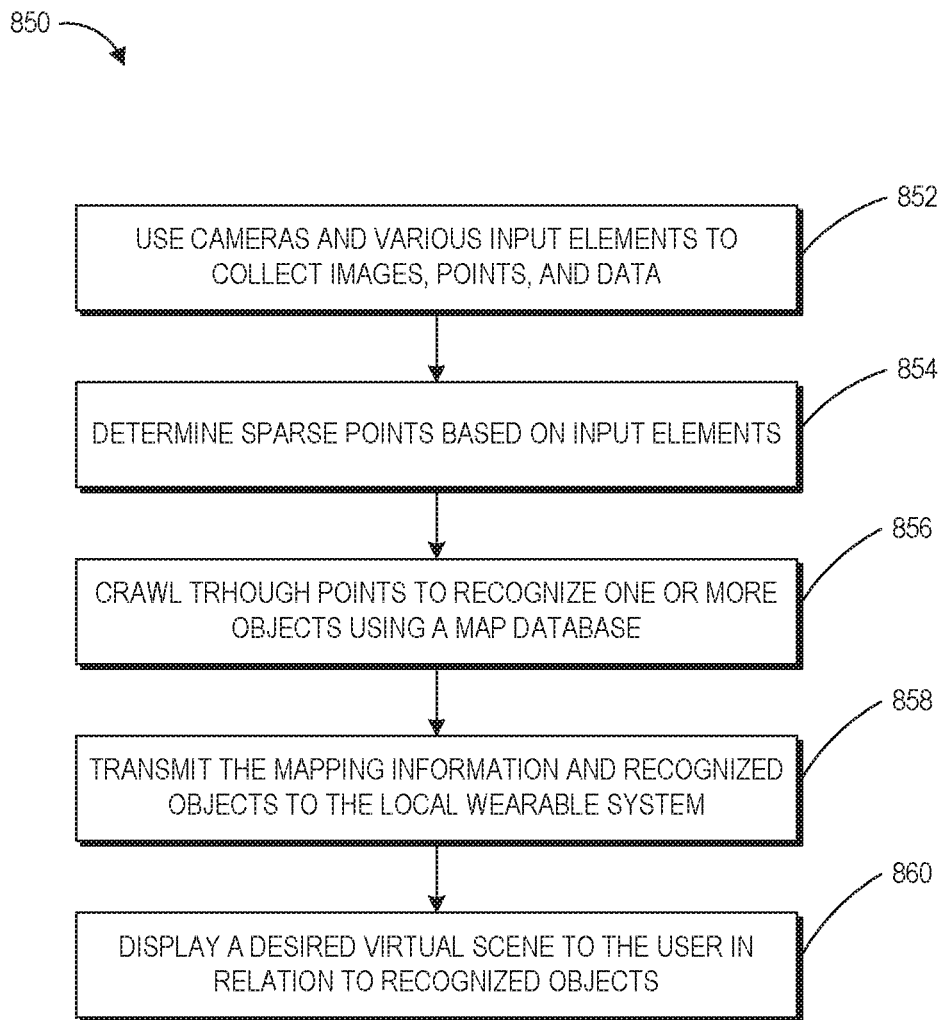 850
852
USE CAMERAS AND VARIOUS INPUT ELEMENTS TO
COLLECT IMAGES, POINTS, AND DATA
854
DETERMINE SPARSE POINTS BASED ON INPUT ELEMENTS
856
CRAWL TRHOUGH POINTS TO RECOGNIZE ONE OR MORE
OBJECTS USING A MAP DATABASE
858
TRANSMIT THE MAPPING INFORMATION AND RECOGNIZED
OBJECTS TO THE LOCAL WEARABLE SYSTEM
860
DISPLAY A DESIRED VIRTUAL SCENE TO THE USER IN
RELATION TO RECOGNIZED OBJECTS